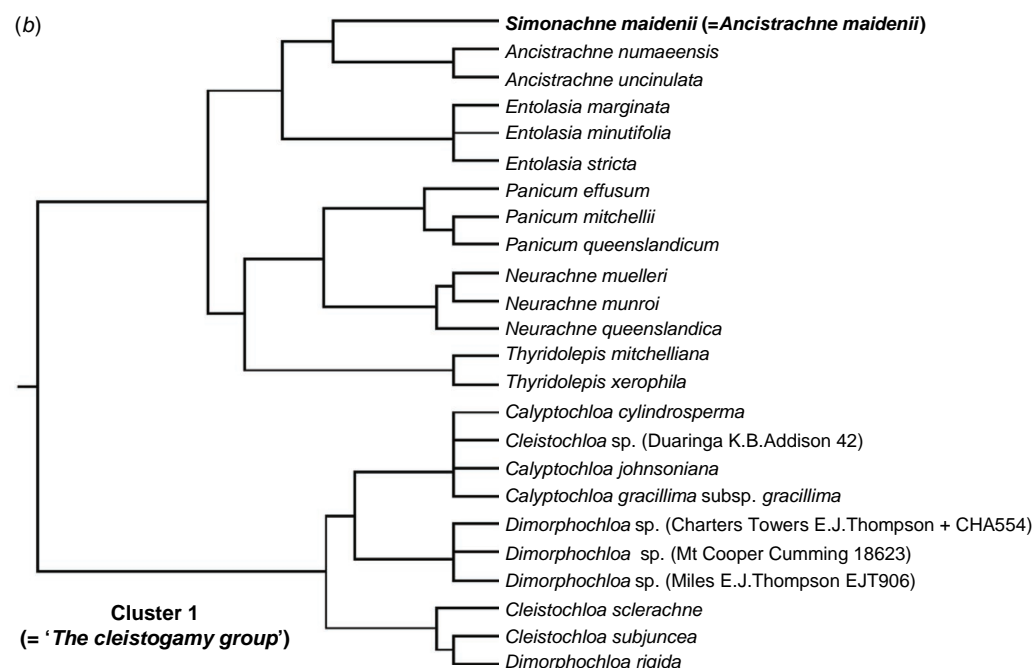 (b)
Simonachne maidenii (=Ancistrachne maidenii)
Ancistrachne numaeensis
Ancistrachne uncinulata
Entolasia marginata
Entolasia minutifolia
Entolasia stricta
Panicum effusum
Panicum mitchellii
Panicum queenslandicum
Neurachne muelleri
Neurachne munroi
Neurachne queenslandica
Thyridolepis mitchelliana
Thyridolepis xerophila
Calyptochloa cylindrosperma
Cleistochloa sp. (Duaringa K.B.Addison 42)
Calyptochloa johnsoniana
Calyptochloa gracillima subsp. gracillima
Dimorphochloa sp. (Charters Towers E.J.Thompson + CHA554)
Dimorphochloa sp. (Mt Cooper Cumming 18623)
Dimorphochloa sp. (Miles E.J.Thompson EJT906)
Cleistochloa sclerachne
Cleistochloa subjuncea
Dimorphochloa rigida
Cluster 1
(= ‘The cleistogamy group’)